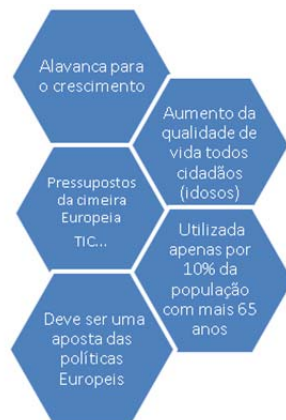 Alavanca para
o crescimento
Aumento da
qualidade de
vida todos
cidadãos
(idosos)
Pressupostos
da cimeira
Europeia
TIC...
Utilizada
apenas por
10% da
população
com mais 65
anos
Deve ser uma
aposta das
políticas
Europeis